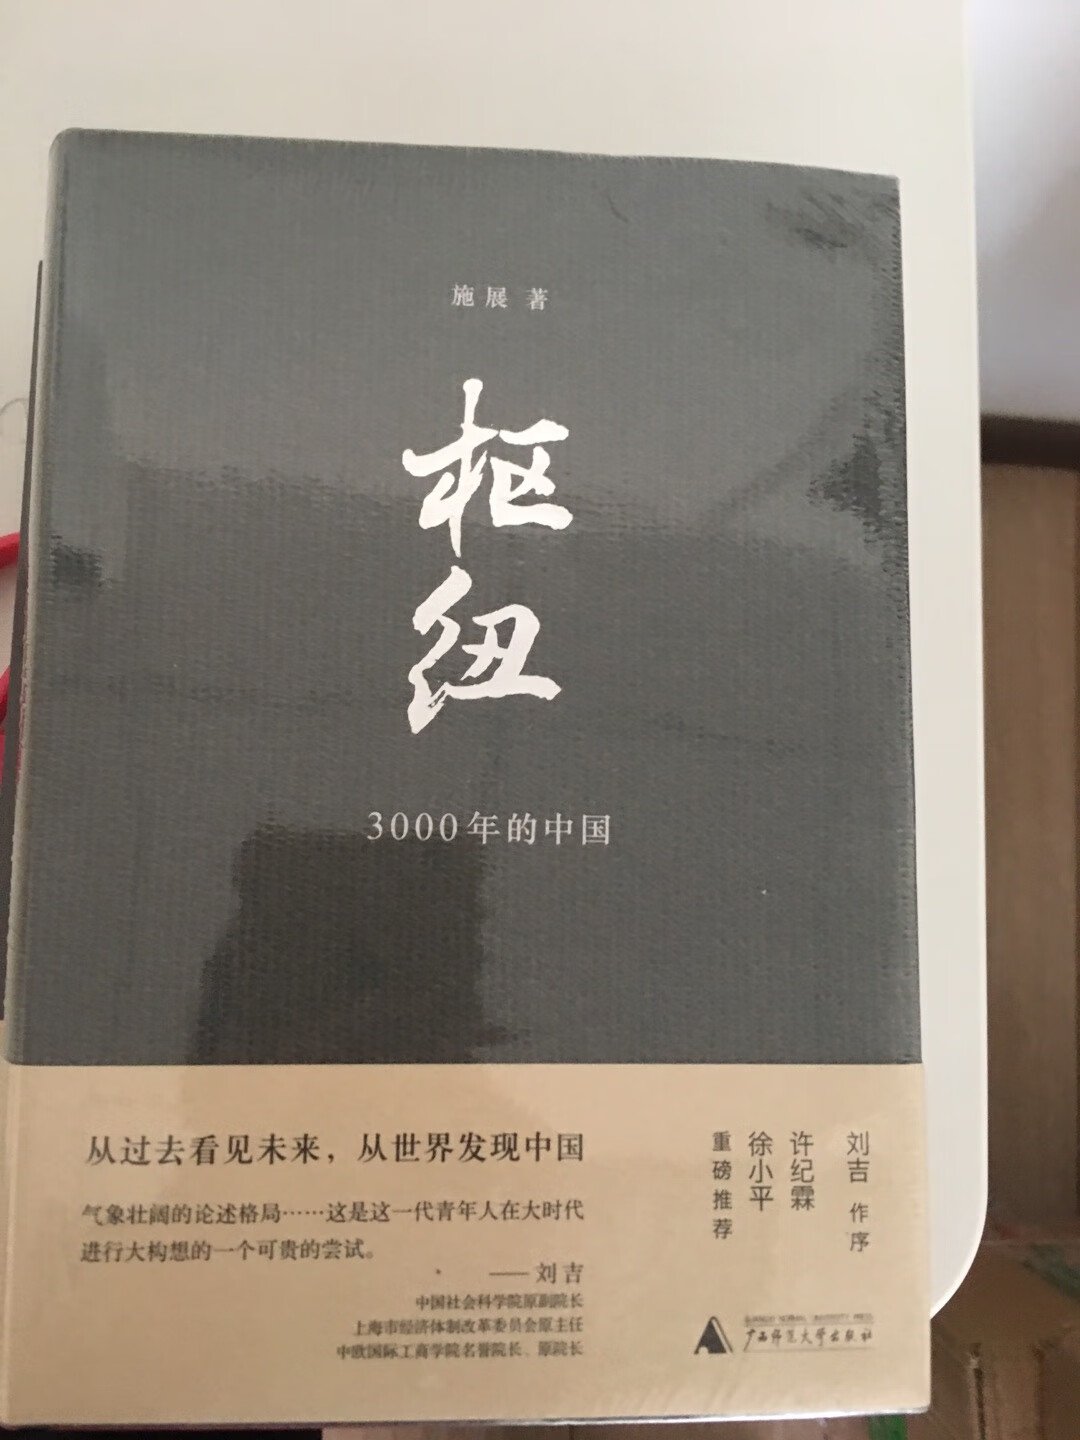 施展 著
枢纽
3000年的中国
从过去看见未来，从世界发现中国
气象壮阔的论述格局……这是这一代青年人在大时代
进行大构想的一个可贵的尝试。
——刘吉
中国社会科学院原副院长
上海市经济体制改革委员会原主任
中欧国际工商学院名誉院长、原院长
刘吉 作序
许纪霖
徐小平
重磅推荐
广西师范大学出版社